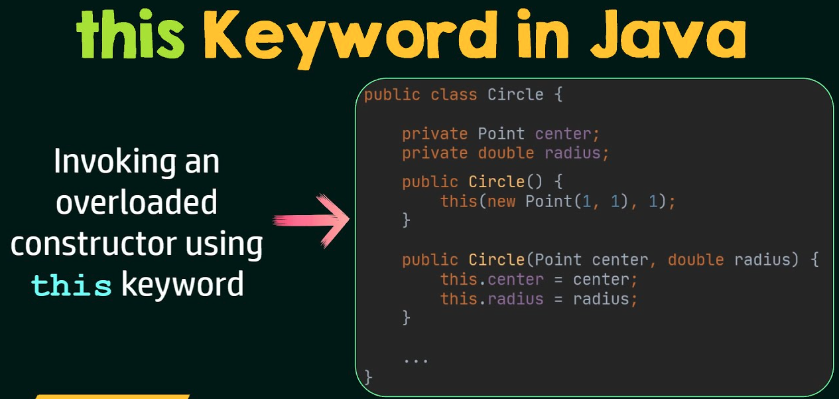 this Keyword in Java
Invoking an
overloaded
constructor using
this keyword
public class Circle {
private Point center;
private double radius;
public Circle() {
this(new Point(1, 1), 1);
}
public Circle(Point center, double radius) {
this.center = center;
this.radius = radius;
}
...
}